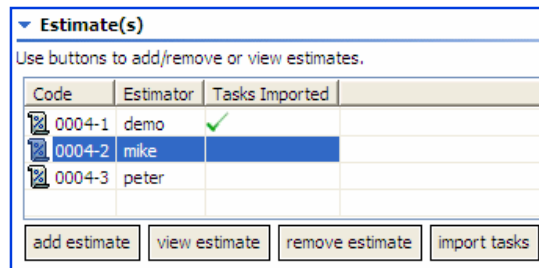 Estimate(s)
Use buttons to add/remove or view estimates.
Code Estimator Tasks Imported
0004-1 demo
0004-2 mike
0004-3 peter
add estimate view estimate remove estimate import tasks